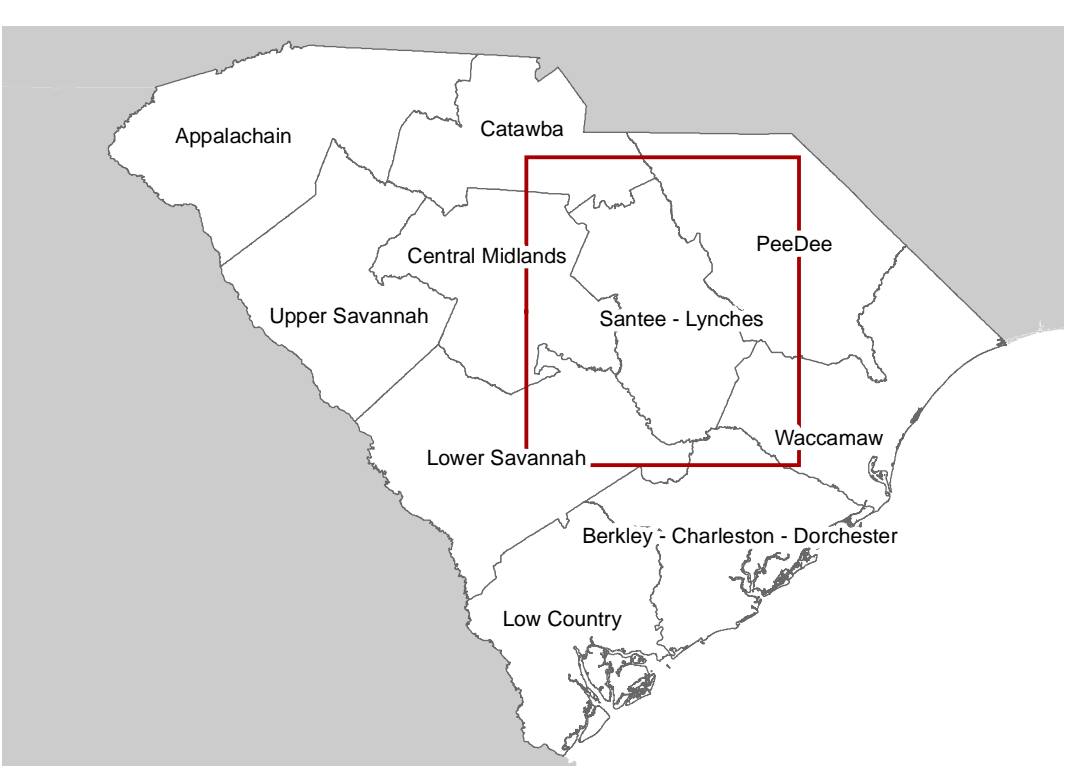 Catawba
Appalachain
PeeDee
Central Midlands
Upper Savannah
Santee - Lynches
Waccamaw
Lower Savannah
Berkley - Charleston - Dorchester
Low Country